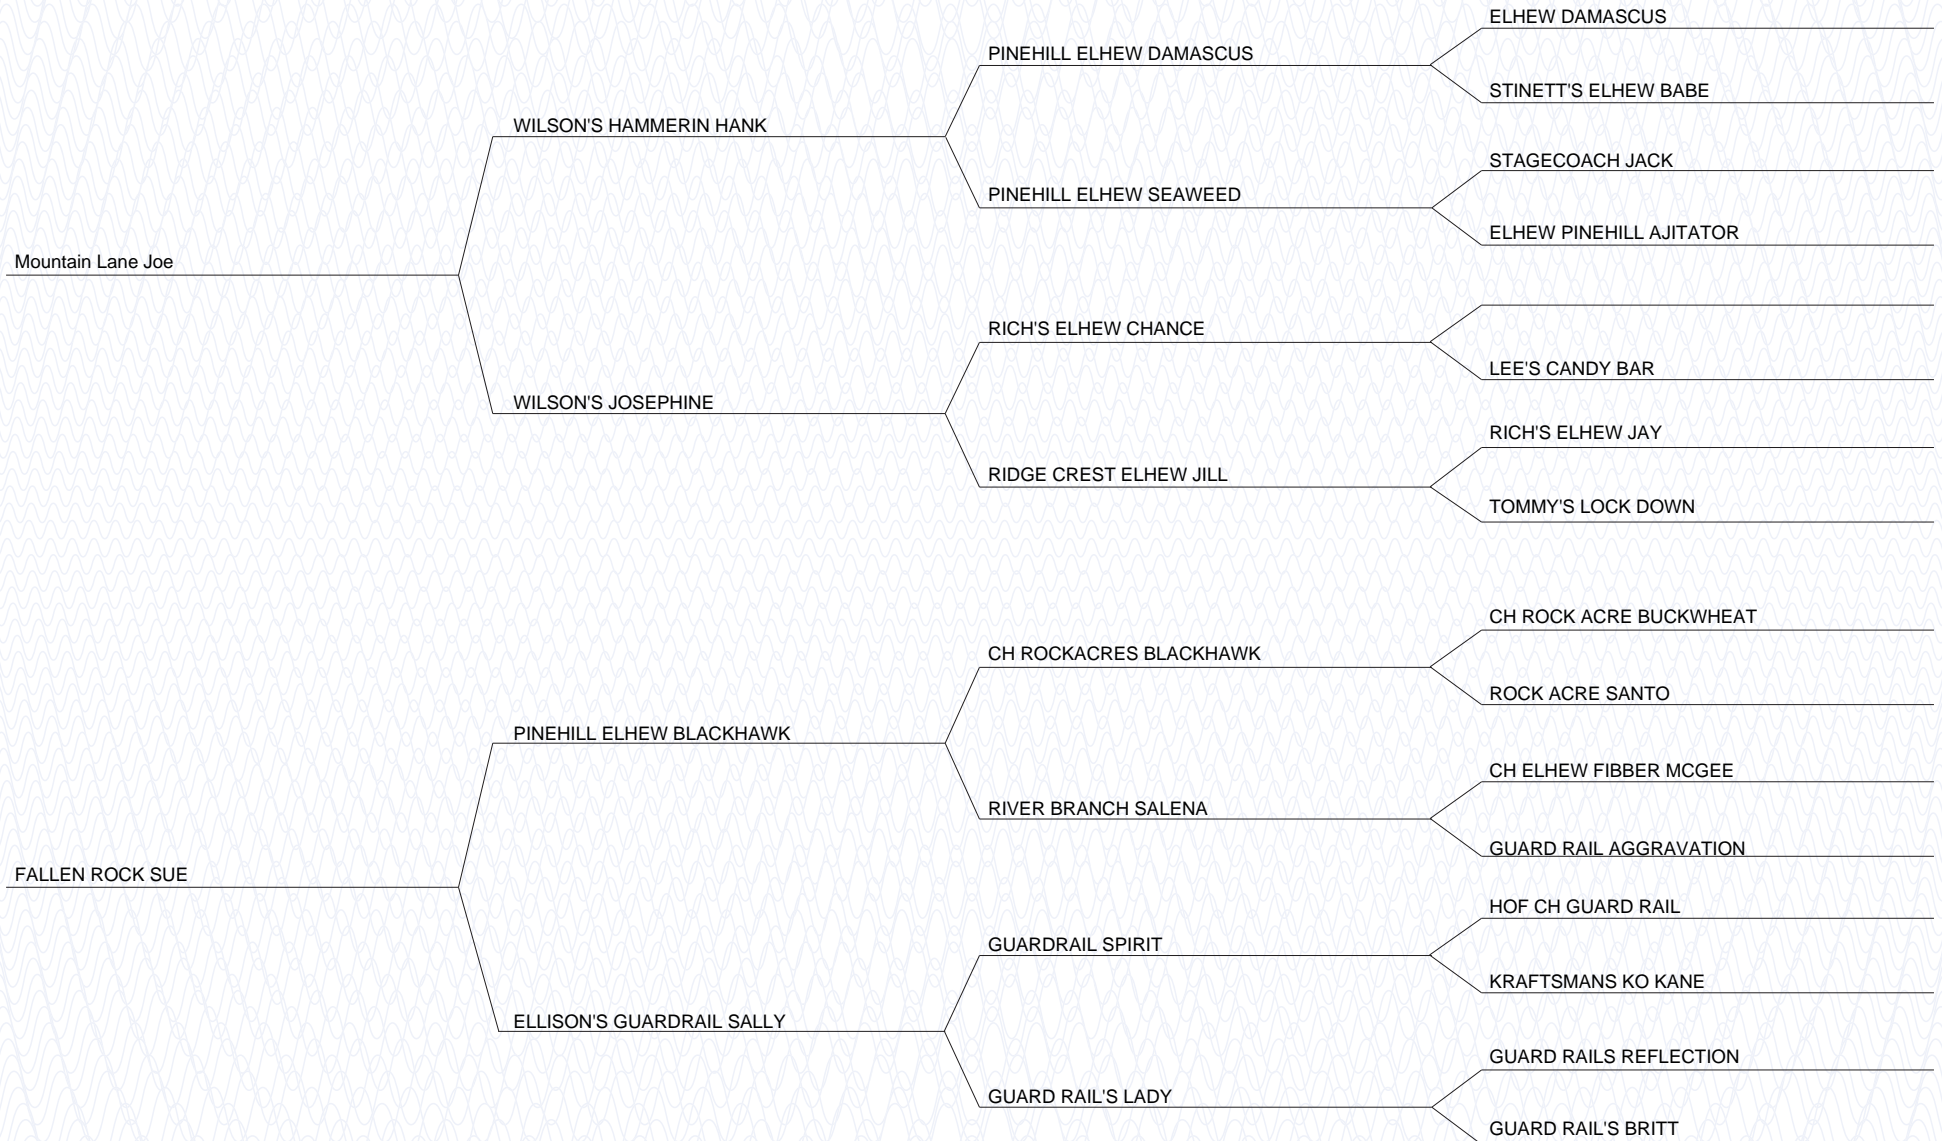 ELHEW DAMASCUS
PINEHILL ELHEW DAMASCUS
STINETT'S ELHEW BABE
WILSON'S HAMMERIN HANK
STAGECOACH JACK
PINEHILL ELHEW SEAWEED
ELHEW PINEHILL AJITATOR
Mountain Lane Joe
RICH'S ELHEW CHANCE
LEE'S CANDY BAR
WILSON'S JOSEPHINE
RICH'S ELHEW JAY
RIDGE CREST ELHEW JILL
TOMMY'S LOCK DOWN
CH ROCK ACRE BUCKWHEAT
CH ROCKACRES BLACKHAWK
ROCK ACRE SANTO
PINEHILL ELHEW BLACKHAWK
CH ELHEW FIBBER MCGEE
RIVER BRANCH SALENA
GUARD RAIL AGGRAVATION
FALLEN ROCK SUE
HOF CH GUARD RAIL
GUARDRAIL SPIRIT
KRAFTSMANS KO KANE
ELLISON'S GUARDRAIL SALLY
GUARD RAILS REFLECTION
GUARD RAIL'S LADY
GUARD RAIL'S BRITT